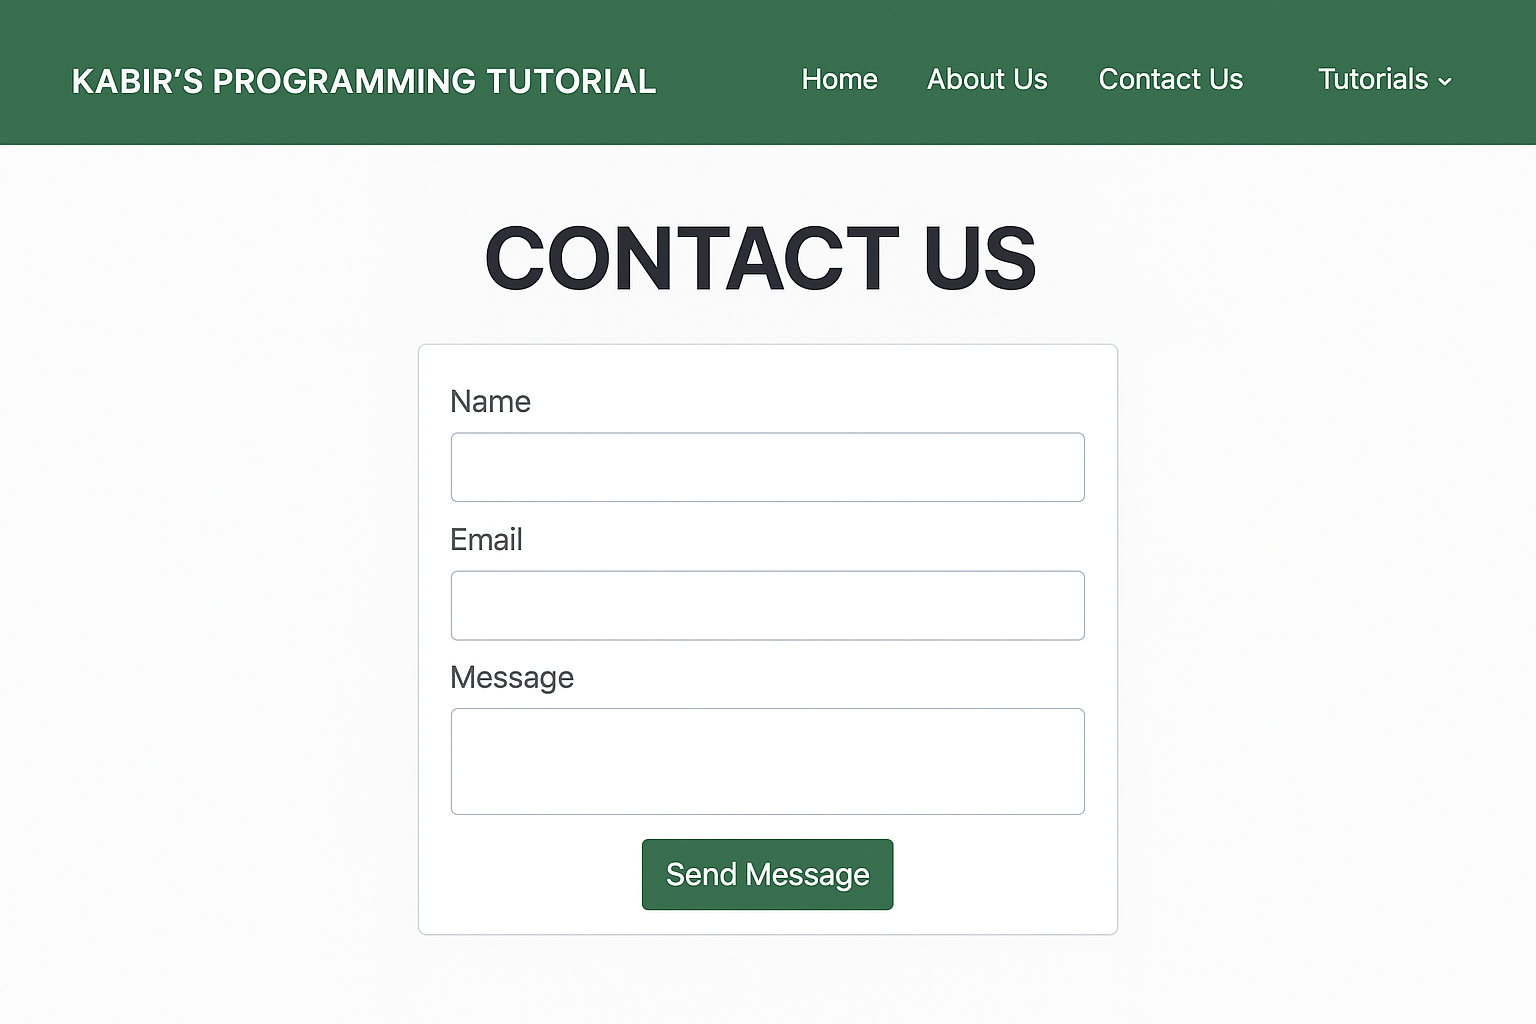 KABIR’S PROGRAMMING TUTORIAL Home About Us Contact Us Tutorials
CONTACT US
Name
Email
Message
Send Message